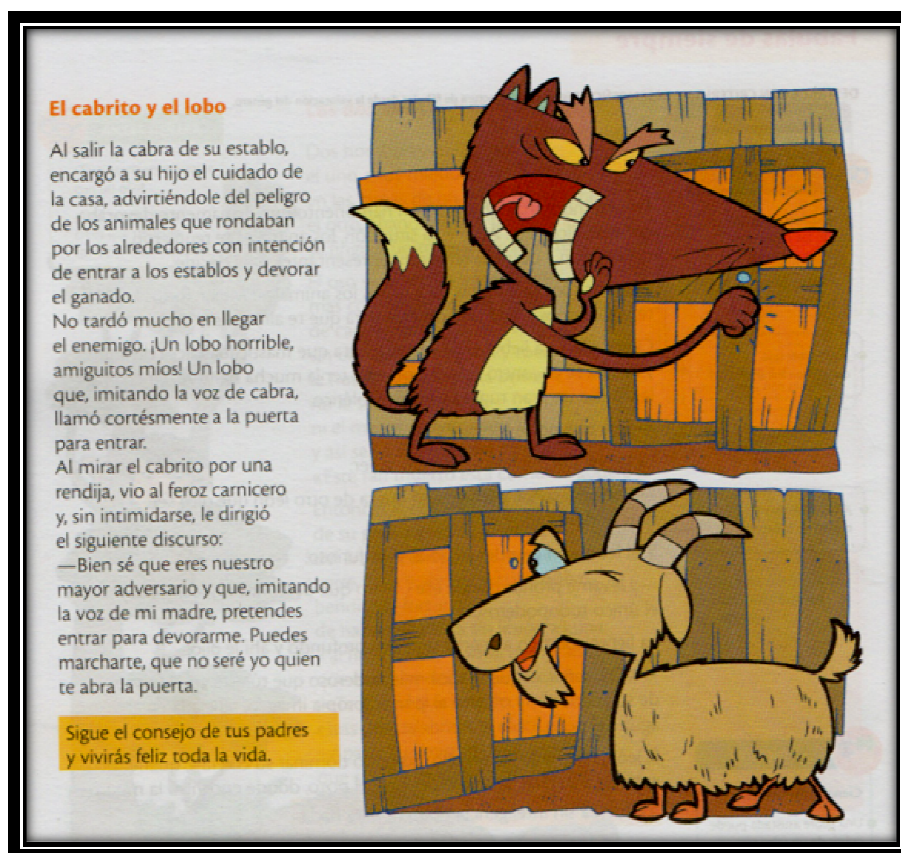 El cabrito y el lobo
Al salir la cabra de su establo,
encargó a su hijo el cuidado de
la casa, advirtiéndole del peligro
de los animales que rondaban
por los alrededores con intención
de entrar a los establos y devorar
el ganado.
No tardó mucho en llegar
el enemigo. ¡Un lobo horrible,
amiguitos míos! Un lobo
que, imitando la voz de cabra,
llamó cortésmente a la puerta
para entrar.
Al mirar el cabrito por una
rendija, vio al feroz carnicero
y, sin intimidarse, le dirigió
el siguiente discurso:
—Bien sé que eres nuestro
mayor adversario y que, imitando
la voz de mi madre, pretendes
entrar para devorarme. Puedes
marcharte, que no seré yo quien
te abra la puerta.
Sigue el consejo de tus padres
y vivirás feliz toda la vida.